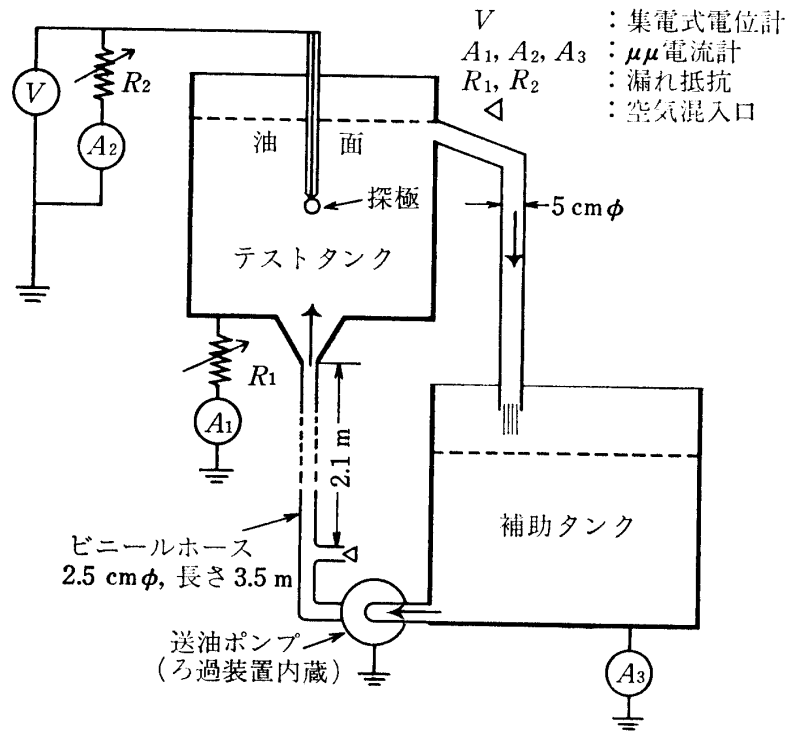 V : 集電式電位計
A₁, A₂, A₃ : μμ電流計
R₁, R₂ : 漏れ抵抗
◁ : 空気混入口
V
R₂
A₂
油面
探極
5 cmφ
テストタンク
R₁
A₁
2.1 m
補助タンク
ビニールホース
2.5 cmφ, 長さ 3.5 m
送油ポンプ
(ろ過装置内蔵)
A₃